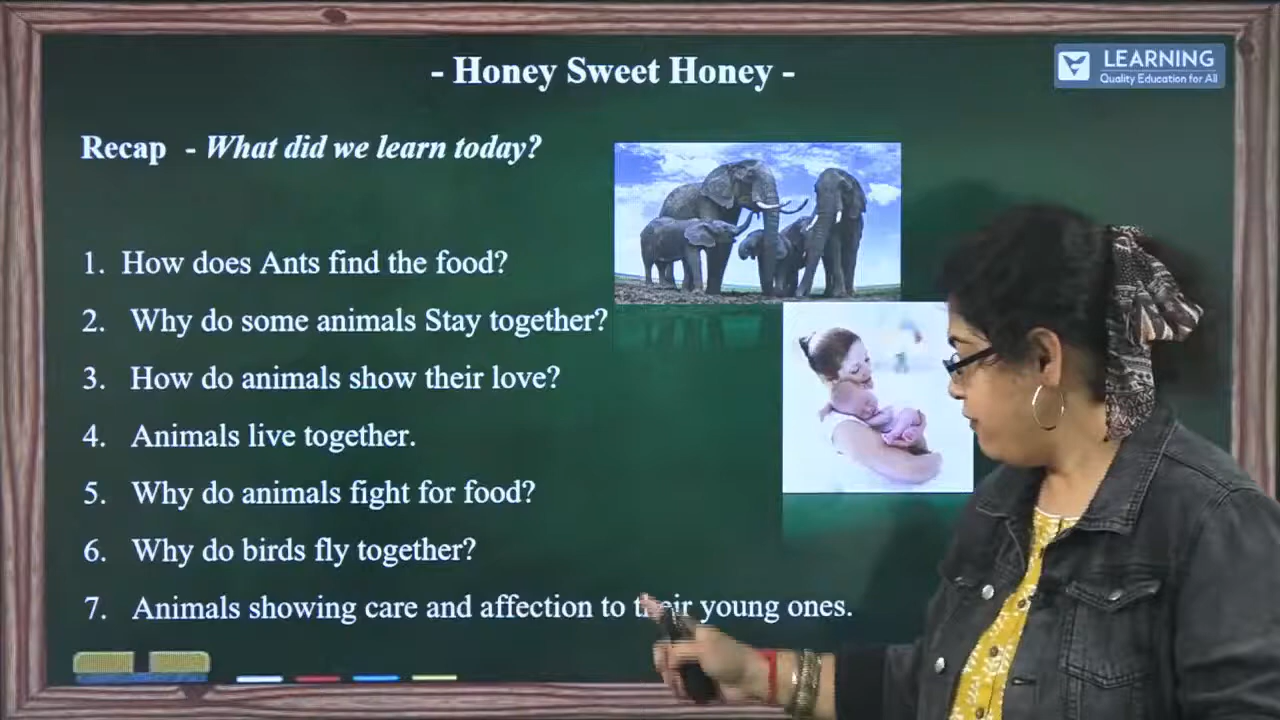 - Honey Sweet Honey -
LEARNING
Quality Education for All
Recap - What did we learn today?
1. How does Ants find the food?
2. Why do some animals Stay together?
3. How do animals show their love?
4. Animals live together.
5. Why do animals fight for food?
6. Why do birds fly together?
7. Animals showing care and affection to their young ones.